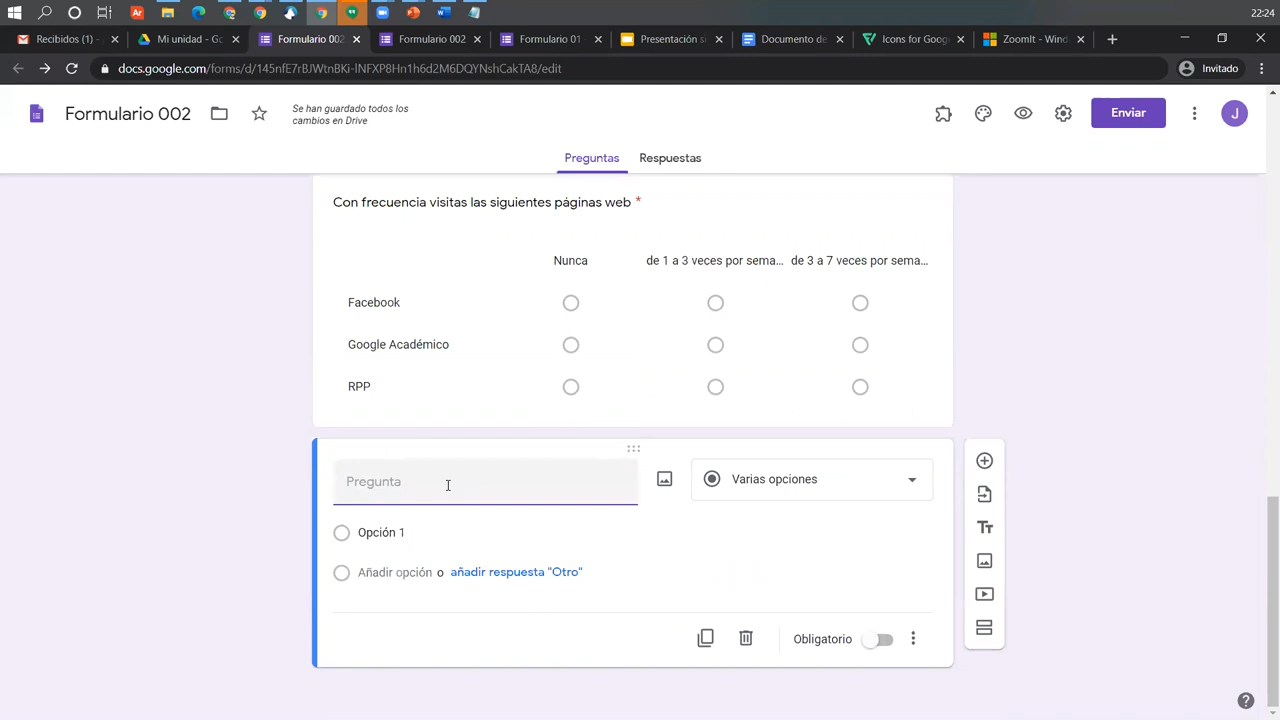 22:24
Recibidos (1) -
Mi unidad - Go
Formulario 002
Formulario 002
Formulario 01
Presentación s
Documento de
Icons for Goog
ZoomIt - Wind
docs.google.com/forms/d/145nfE7rBJWtnBKi-INFXP8Hn1h6d2M6DQYNshCakTA8/edit
Invitado
Formulario 002
Se han guardado todos los
cambios en Drive
Enviar
J
Preguntas
Respuestas
Con frecuencia visitas las siguientes páginas web *
Nunca
de 1 a 3 veces por sema...
de 3 a 7 veces por sema...
Facebook
Google Académico
RPP
Pregunta
Varias opciones
Opción 1
Añadir opción o añadir respuesta "Otro"
Obligatorio